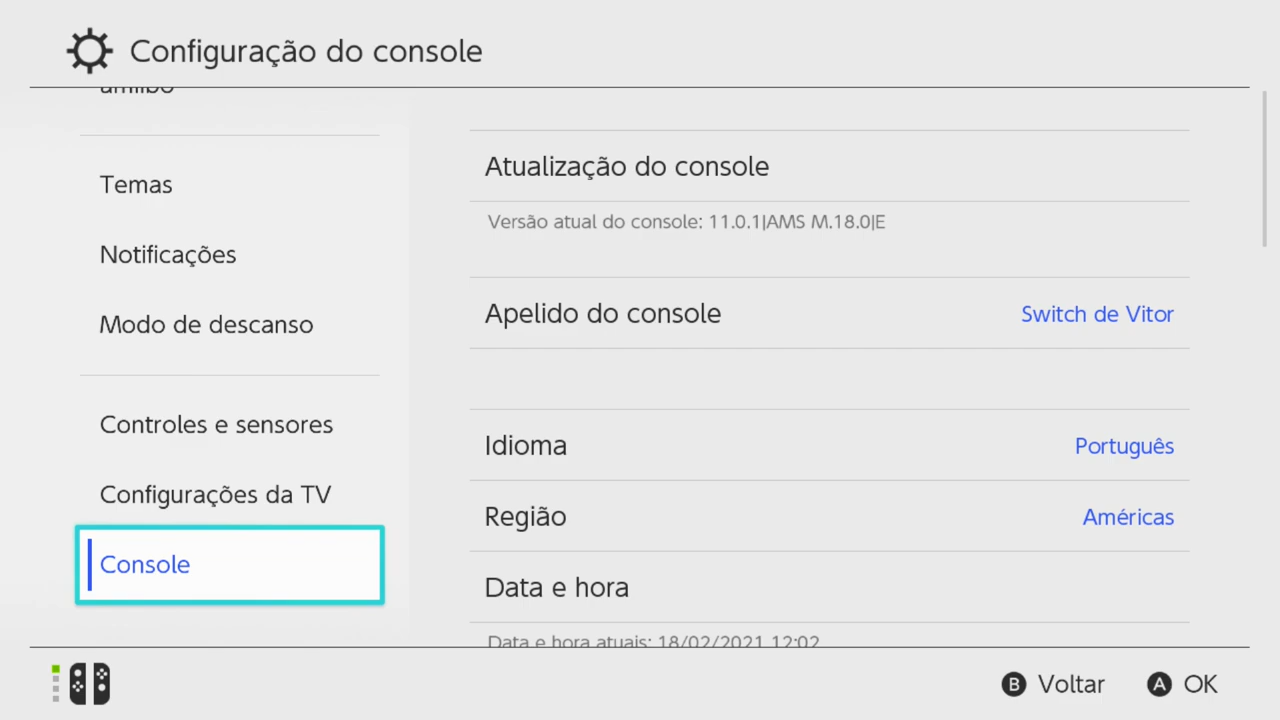 Configuração do console
amiibo
Temas
Notificações
Modo de descanso
Controles e sensores
Configurações da TV
Console
Atualização do console
Versão atual do console: 11.0.1|AMS M.18.0|E
Apelido do console Switch de Vitor
Idioma Português
Região Américas
Data e hora
Data e hora atuais: 18/02/2021 12:02
B Voltar A OK